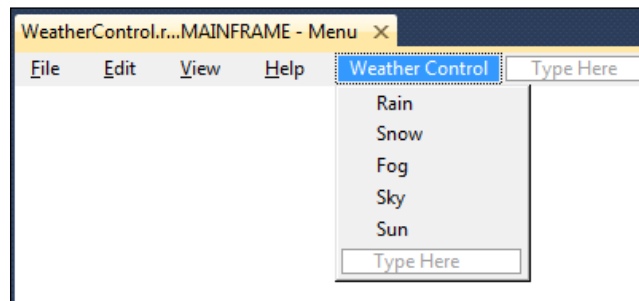 WeatherControl.r...MAINFRAME - Menu
File Edit View Help Weather Control Type Here
Rain
Snow
Fog
Sky
Sun
Type Here